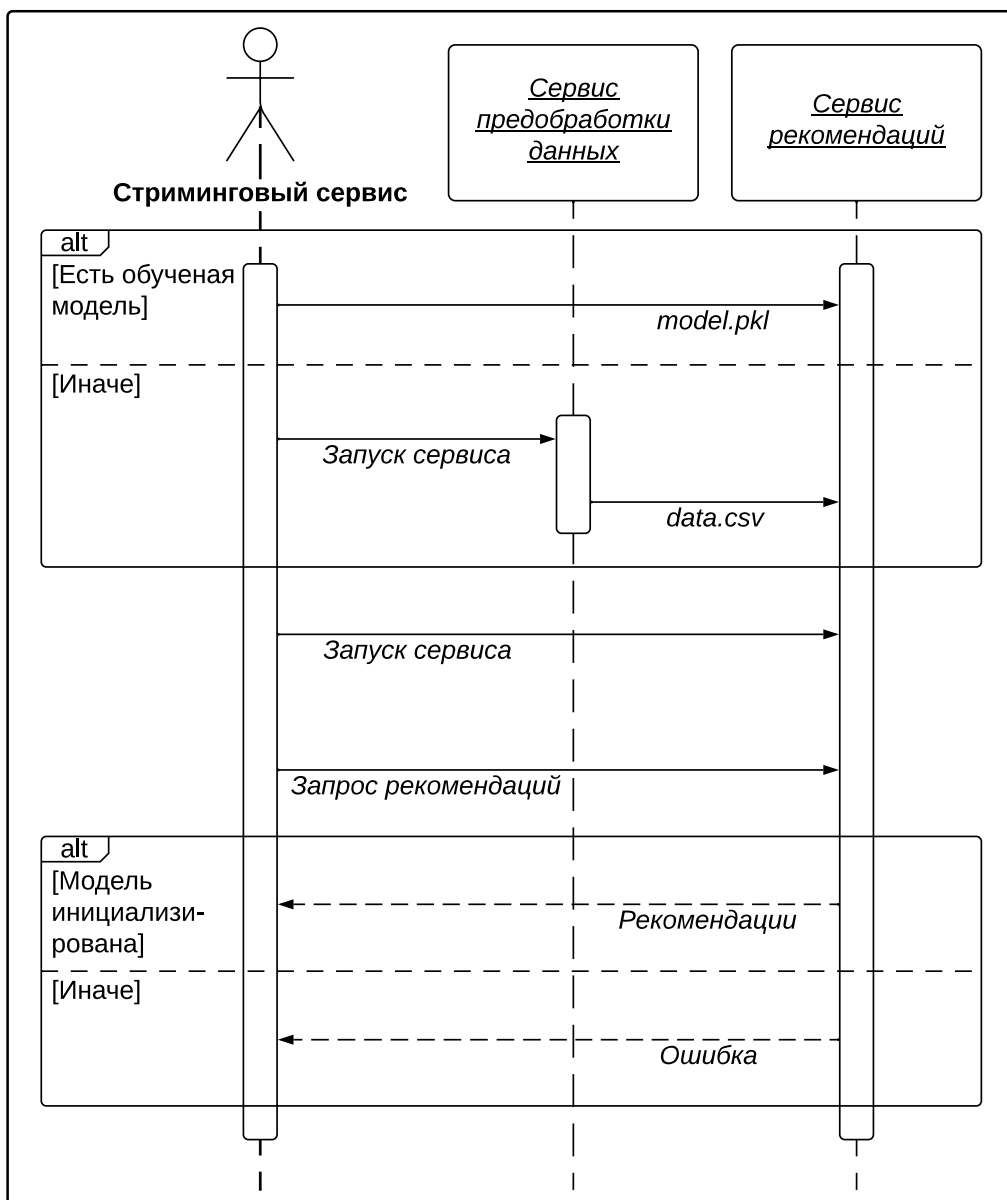 Стриминговый сервис
Сервис
предобработки
данных
Сервис
рекомендаций
alt
[Есть обученая
модель]
model.pkl
[Иначе]
Запуск сервиса
data.csv
Запуск сервиса
Запрос рекомендаций
alt
[Модель
инициализи-
рована]
Рекомендации
[Иначе]
Ошибка